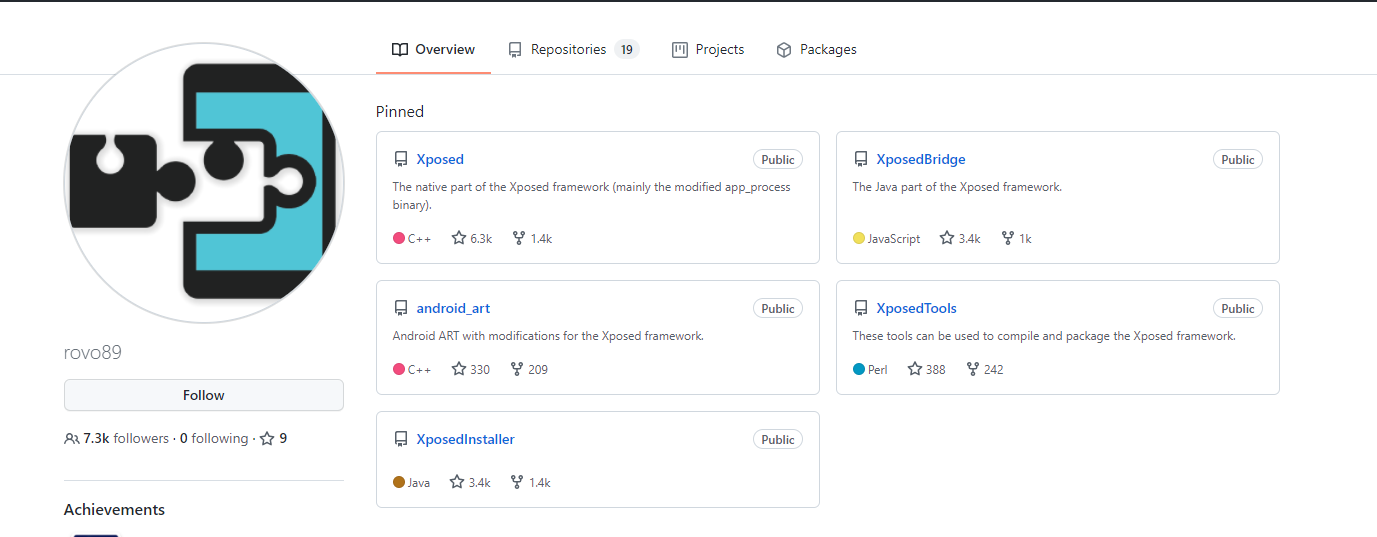 Overview Repositories 19 Projects Packages
Pinned
Xposed Public
The native part of the Xposed framework (mainly the modified app_process
binary).
C++ 6.3k 1.4k
XposedBridge Public
The Java part of the Xposed framework.
JavaScript 3.4k 1k
android_art Public
Android ART with modifications for the Xposed framework.
C++ 330 209
XposedTools Public
These tools can be used to compile and package the Xposed framework.
Perl 388 242
XposedInstaller Public
Java 3.4k 1.4k
rovo89
Follow
7.3k followers · 0 following · 9
Achievements